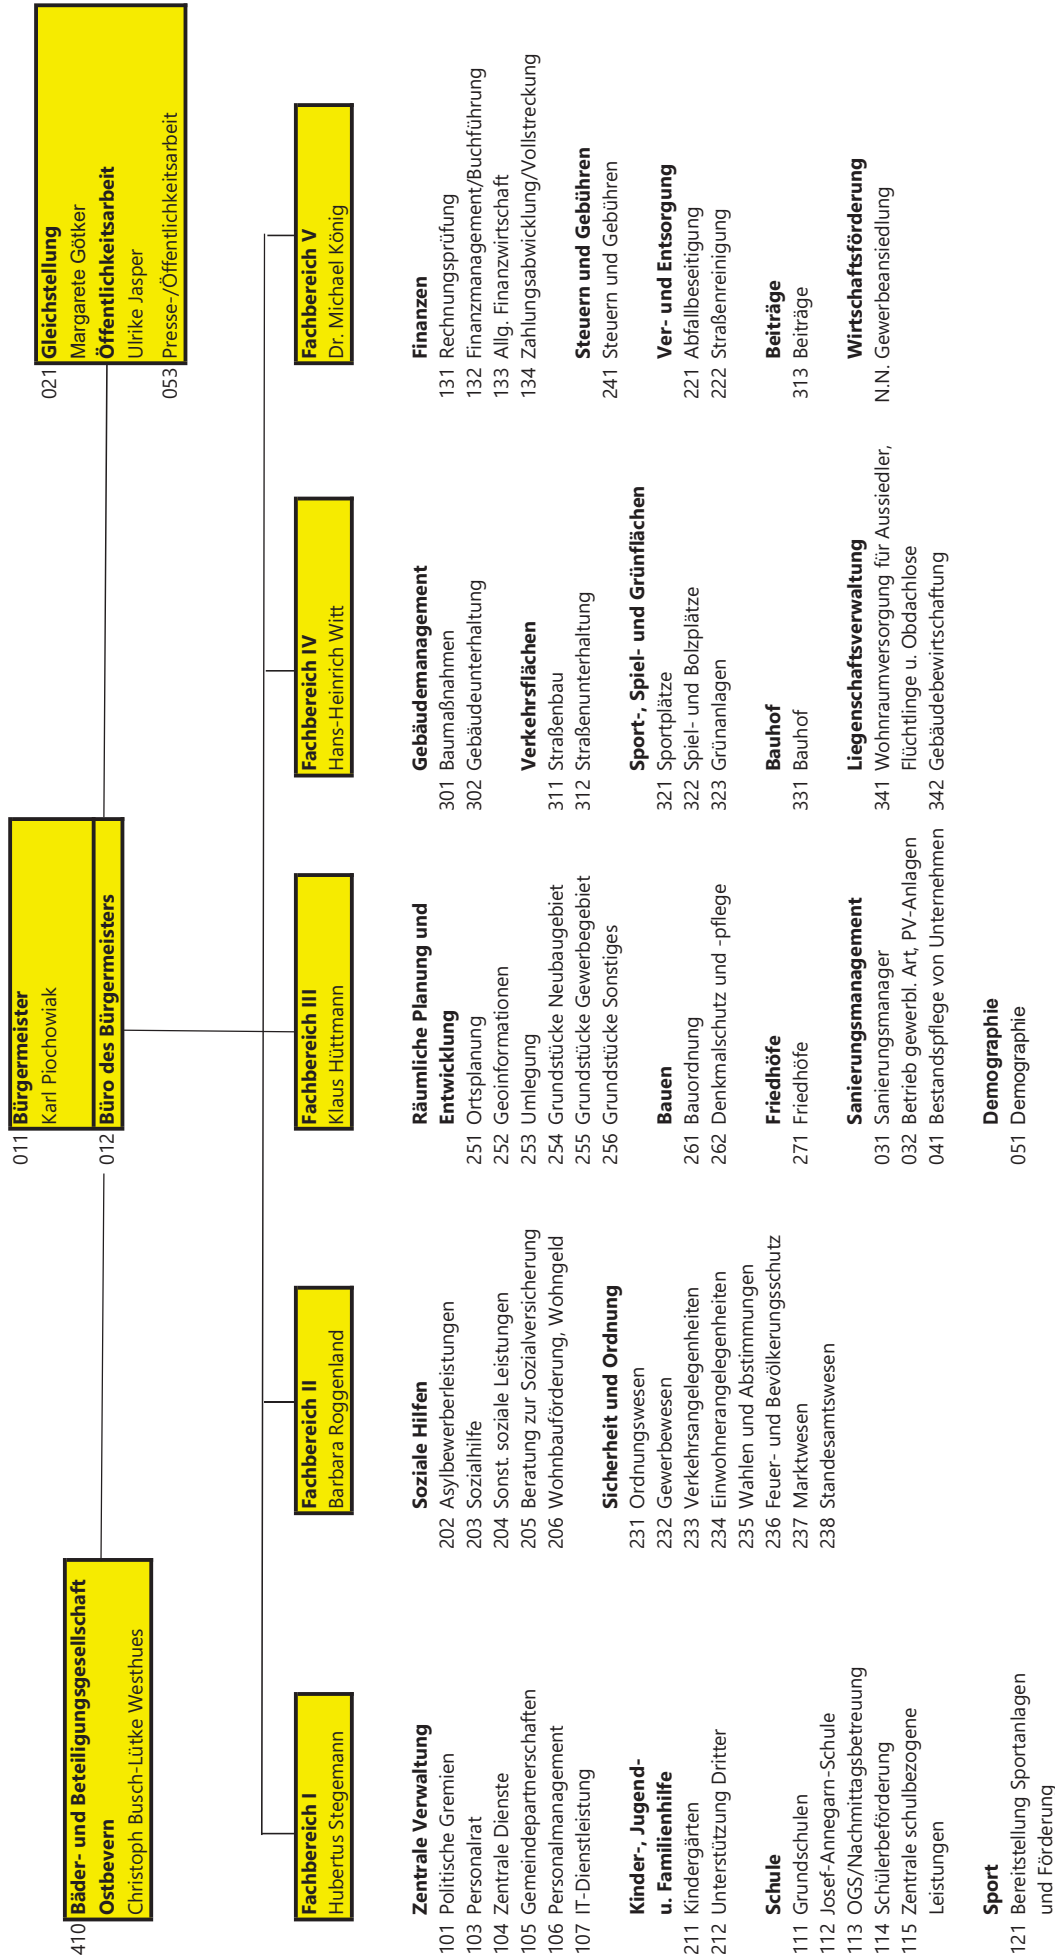 410 Bäder- und Beteiligungsgesellschaft
Ostbevern
Christoph Busch-Lütke Westhues
011 Bürgermeister
Karl Piochowiak
012 Büro des Bürgermeisters
021 Gleichstellung
Margarete Götker
Öffentlichkeitsarbeit
Ulrike Jasper
053 Presse-/Öffentlichkeitsarbeit
Fachbereich I
Hubertus Stegemann
Zentrale Verwaltung
101 Politische Gremien
103 Personalrat
104 Zentrale Dienste
105 Gemeindepartnerschaften
106 Personalmanagement
107 IT-Dienstleistung
Kinder-, Jugend-
u. Familienhilfe
211 Kindergärten
212 Unterstützung Dritter
Schule
111 Grundschulen
112 Josef-Annegarn-Schule
113 OGS/Nachmittagsbetreuung
114 Schülerbeförderung
115 Zentrale schulbezogene
Leistungen
Sport
121 Bereitstellung Sportanlagen
und Förderung
Fachbereich II
Barbara Roggenland
Soziale Hilfen
202 Asylbewerberleistungen
203 Sozialhilfe
204 Sonst. soziale Leistungen
205 Beratung zur Sozialversicherung
206 Wohnbauförderung, Wohngeld
Sicherheit und Ordnung
231 Ordnungswesen
232 Gewerbewesen
233 Verkehrsangelegenheiten
234 Einwohnerangelegenheiten
235 Wahlen und Abstimmungen
236 Feuer- und Bevölkerungsschutz
237 Marktwesen
238 Standesamtswesen
Fachbereich III
Klaus Hüttmann
Räumliche Planung und
Entwicklung
251 Ortsplanung
252 Geoinformationen
253 Umlegung
254 Grundstücke Neubaugebiet
255 Grundstücke Gewerbegebiet
256 Grundstücke Sonstiges
Bauen
261 Bauordnung
262 Denkmalschutz und -pflege
Friedhöfe
271 Friedhöfe
Sanierungsmanagement
031 Sanierungsmanager
032 Betrieb gewerbl. Art, PV-Anlagen
041 Bestandspflege von Unternehmen
Demographie
051 Demographie
Fachbereich IV
Hans-Heinrich Witt
Gebäudemanagement
301 Baumaßnahmen
302 Gebäudeunterhaltung
Verkehrsflächen
311 Straßenbau
312 Straßenunterhaltung
Sport-, Spiel- und Grünflächen
321 Sportplätze
322 Spiel- und Bolzplätze
323 Grünanlagen
Bauhof
331 Bauhof
Liegenschaftsverwaltung
341 Wohnraumversorgung für Aussiedler,
Flüchtlinge u. Obdachlose
342 Gebäudebewirtschaftung
Fachbereich V
Dr. Michael König
Finanzen
131 Rechnungsprüfung
132 Finanzmanagement/Buchführung
133 Allg. Finanzwirtschaft
134 Zahlungsabwicklung/Vollstreckung
Steuern und Gebühren
241 Steuern und Gebühren
Ver- und Entsorgung
221 Abfallbeseitigung
222 Straßenreinigung
Beiträge
313 Beiträge
Wirtschaftsförderung
N.N. Gewerbeansiedlung